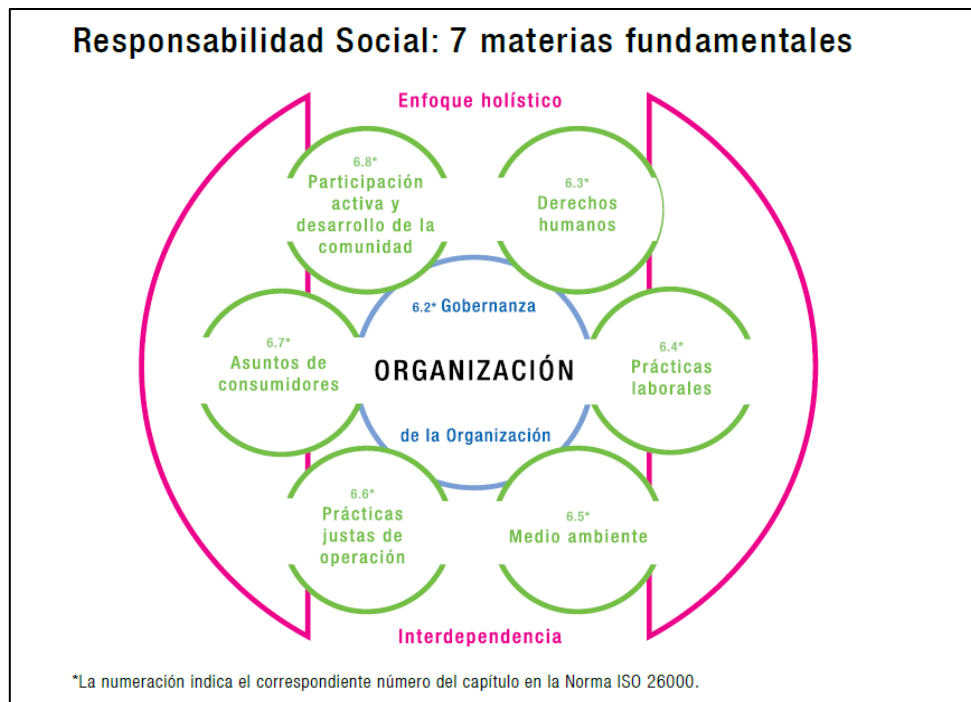 Responsabilidad Social: 7 materias fundamentales
Enfoque holístico
6.8*
Participación
activa y
desarrollo de la
comunidad
6.3*
Derechos
humanos
6.2* Gobernanza
6.7*
Asuntos de
consumidores
ORGANIZACIÓN
6.4*
Prácticas
laborales
de la Organización
6.6*
Prácticas
justas de
operación
6.5*
Medio ambiente
Interdependencia
*La numeración indica el correspondiente número del capítulo en la Norma ISO 26000.